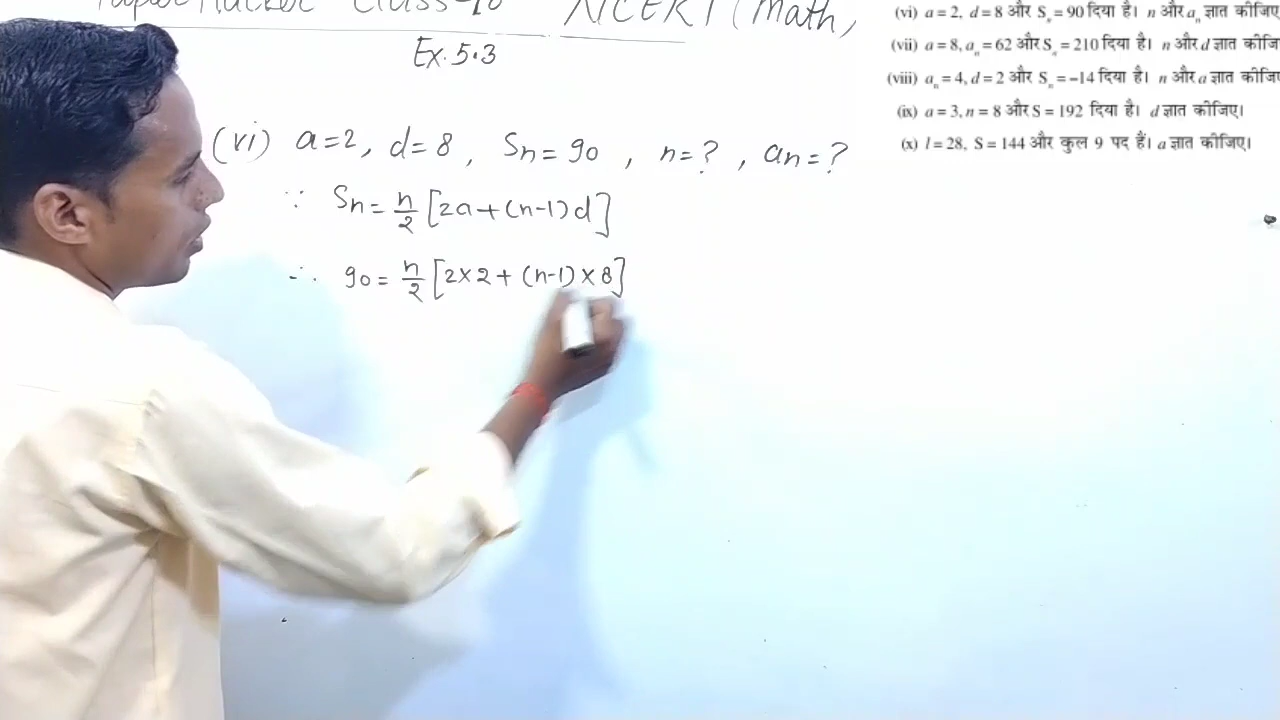 Class-10 NCERT (Math,
Ex. 5.3
(vi) a=2, d=8, Sn=90, n=?, an=?
∵ Sn = n/2 [2a+(n-1)d]
∴ 90 = n/2 [2×2+(n-1)×8]
(vi) a = 2, d = 8 और Sn = 90 दिया है। n और an ज्ञात कीजिए
(vii) a = 8, an = 62 और Sn = 210 दिया है। n और d ज्ञात कीजि
(viii) an = 4, d = 2 और Sn = –14 दिया है। n और a ज्ञात कीजि
(ix) a = 3, n = 8 और S = 192 दिया है। d ज्ञात कीजिए।
(x) l = 28, S = 144 और कुल 9 पद हैं। a ज्ञात कीजिए।